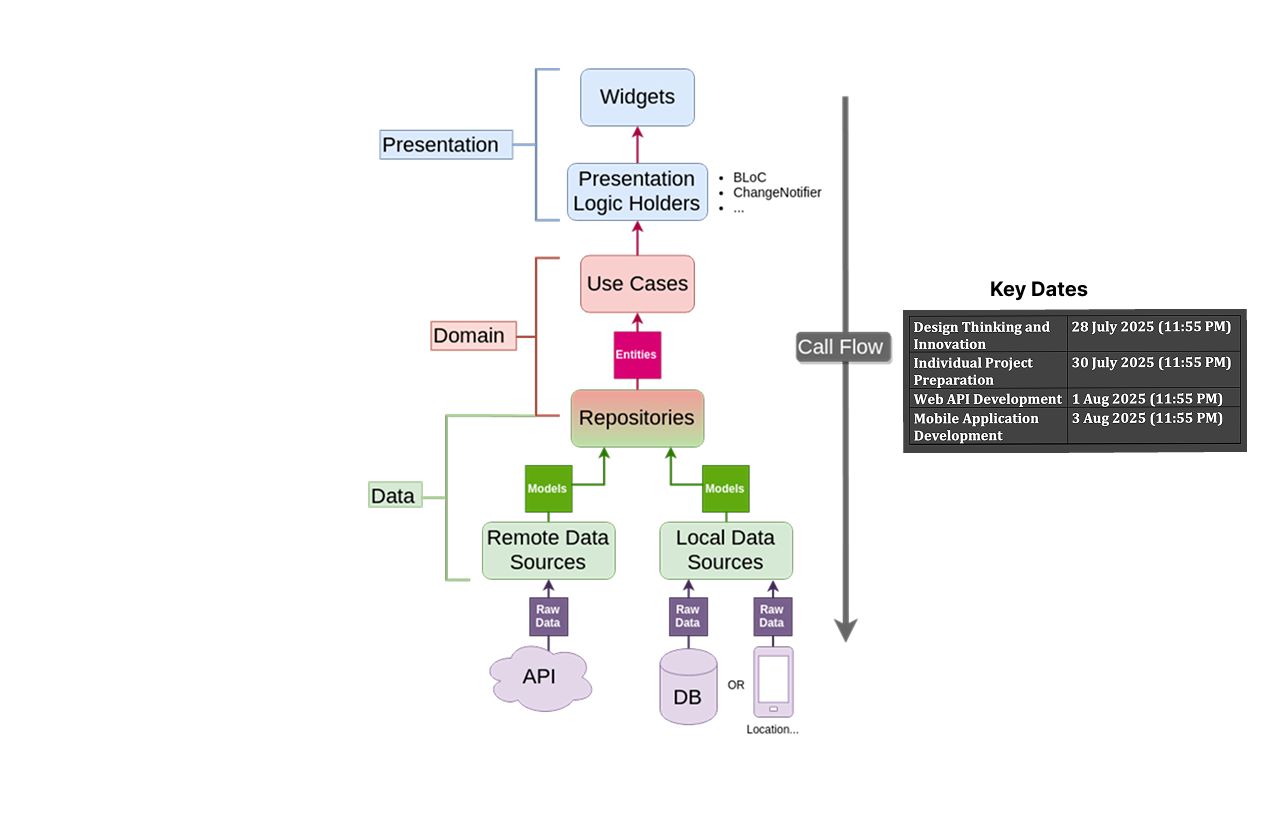 Widgets
Presentation
Presentation
Logic Holders
• BLoC
• ChangeNotifier
• ...
Use Cases
Domain
Entities
Call Flow
Repositories
Data
Models
Models
Remote Data
Sources
Local Data
Sources
Raw
Data
Raw
Data
Raw
Data
API
DB
OR
Location...
Key Dates
Design Thinking and
Innovation
28 July 2025 (11:55 PM)
Individual Project
Preparation
30 July 2025 (11:55 PM)
Web API Development
1 Aug 2025 (11:55 PM)
Mobile Application
Development
3 Aug 2025 (11:55 PM)